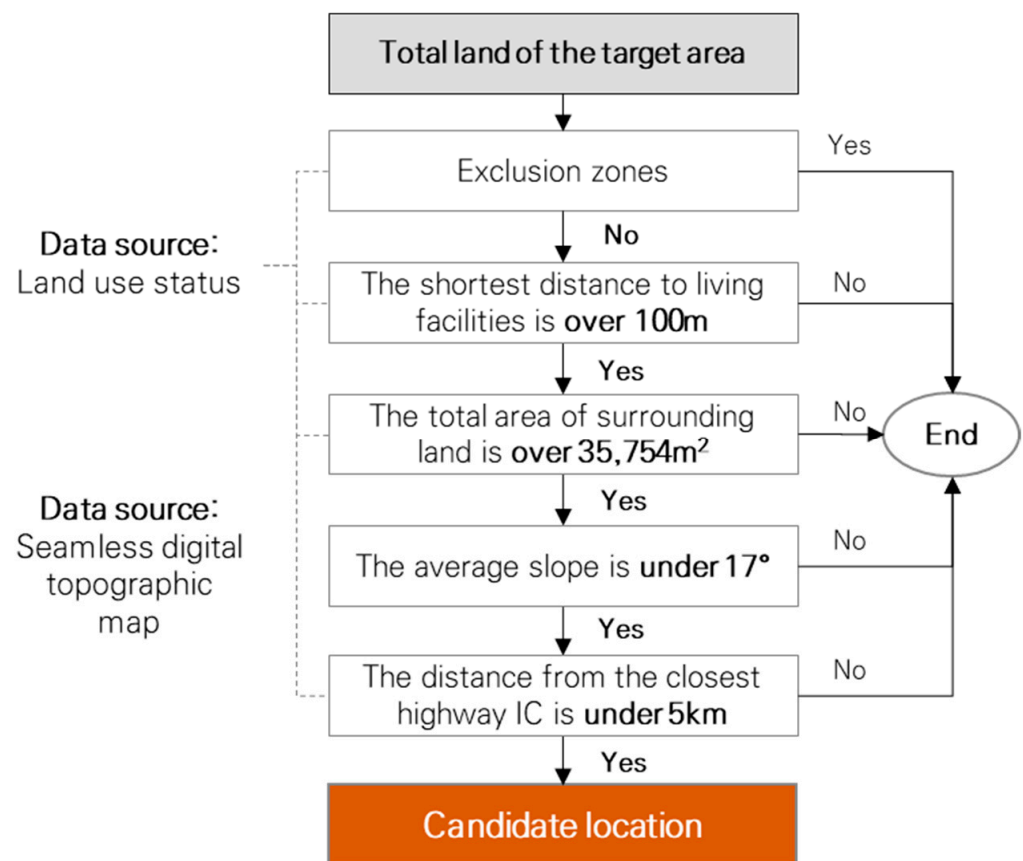 Total land of the target area
Exclusion zones
Yes
No
Data source:
Land use status
The shortest distance to living
facilities is over 100m
No
Yes
The total area of surrounding
land is over 35,754m²
No
End
Yes
Data source:
Seamless digital
topographic
map
The average slope is under 17°
No
Yes
The distance from the closest
highway IC is under 5km
No
Yes
Candidate location